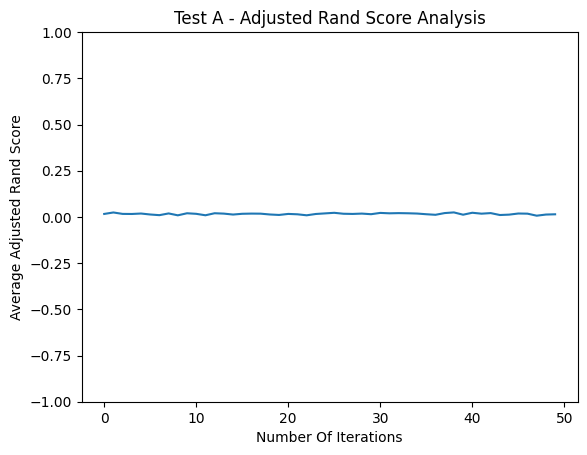 Test A - Adjusted Rand Score Analysis
1.00
0.75
0.50
0.25
0.00
−0.25
−0.50
−0.75
−1.00
Average Adjusted Rand Score
0 10 20 30 40 50
Number Of Iterations